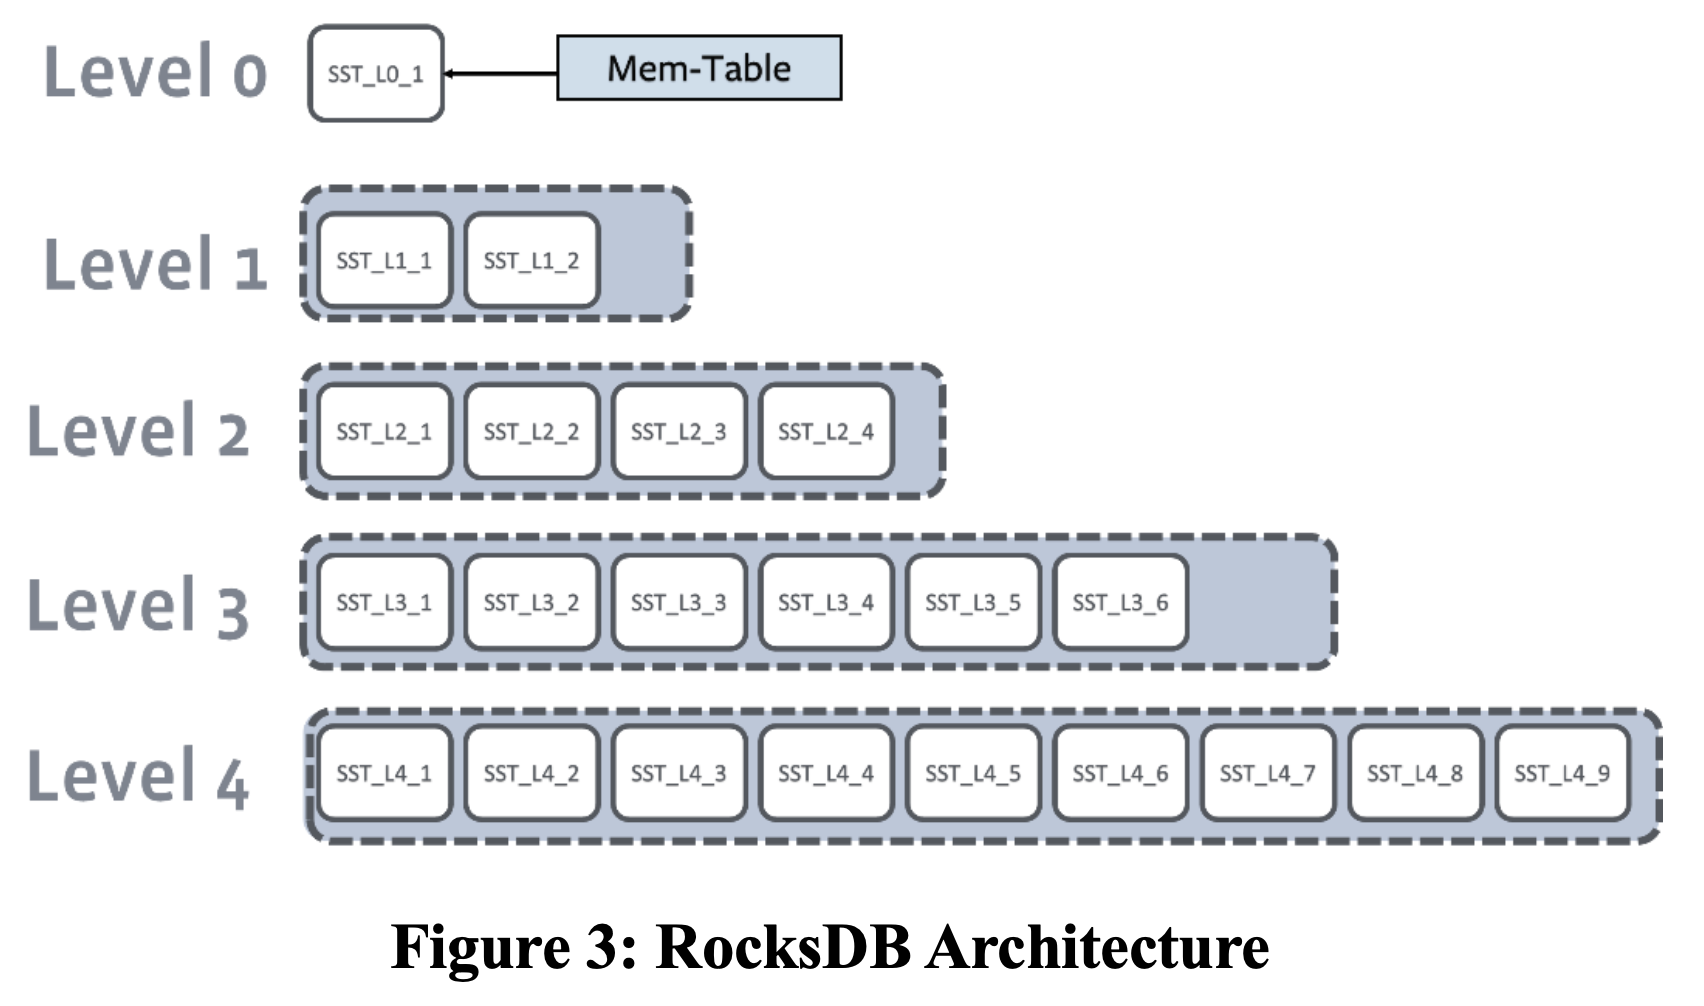 Level 0 SST_L0_1 Mem-Table
Level 1 SST_L1_1 SST_L1_2
Level 2 SST_L2_1 SST_L2_2 SST_L2_3 SST_L2_4
Level 3 SST_L3_1 SST_L3_2 SST_L3_3 SST_L3_4 SST_L3_5 SST_L3_6
Level 4 SST_L4_1 SST_L4_2 SST_L4_3 SST_L4_4 SST_L4_5 SST_L4_6 SST_L4_7 SST_L4_8 SST_L4_9
Figure 3: RocksDB Architecture